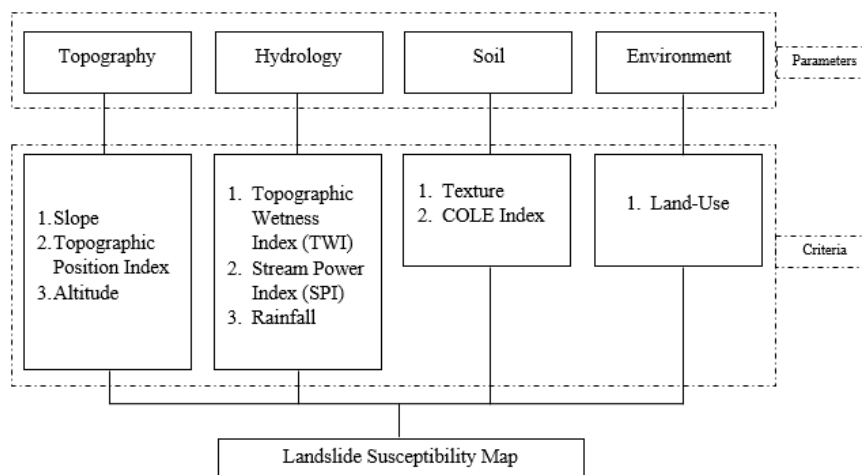 Topography
Hydrology
Soil
Environment
Parameters
1. Slope
2. Topographic
Position Index
3. Altitude
1. Topographic
Wetness
Index (TWI)
2. Stream Power
Index (SPI)
3. Rainfall
1. Texture
2. COLE Index
1. Land-Use
Criteria
Landslide Susceptibility Map